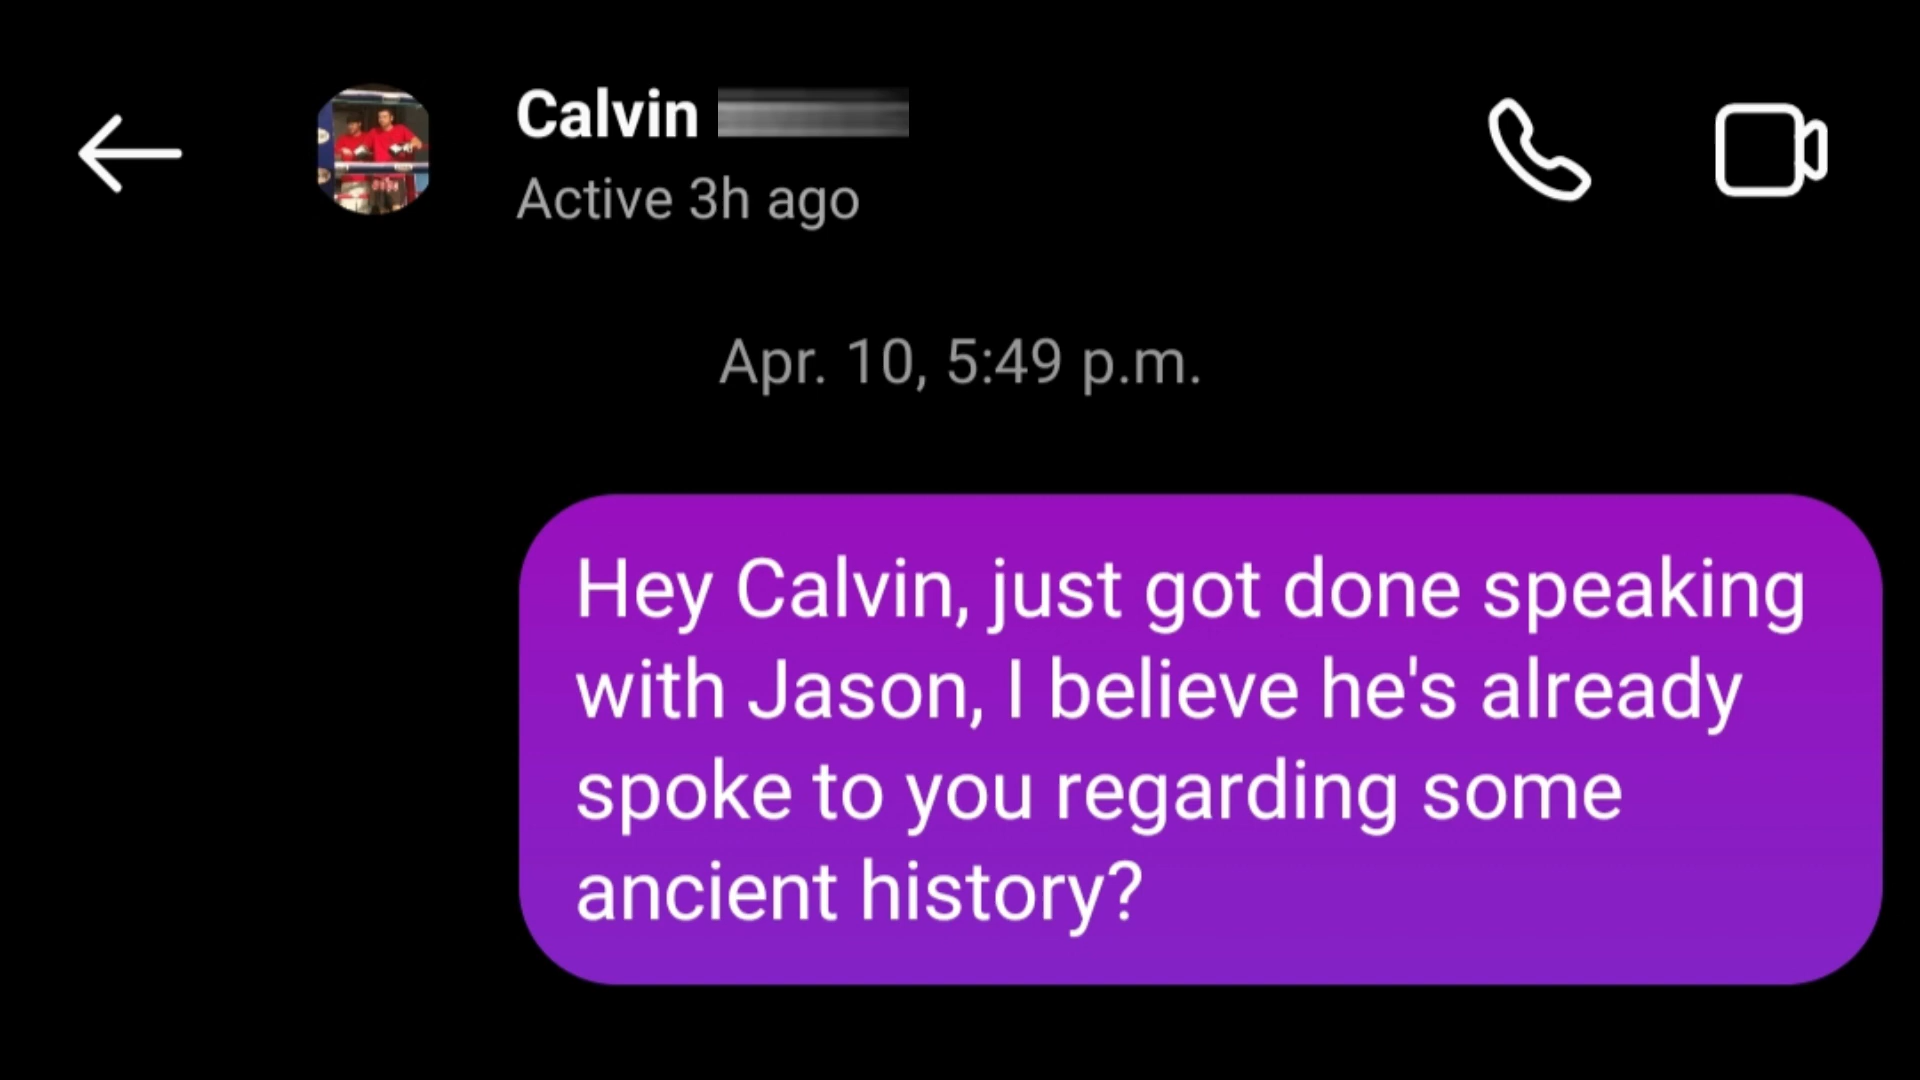 Calvin
Active 3h ago
Apr. 10, 5:49 p.m.
Hey Calvin, just got done speaking
with Jason, I believe he's already
spoke to you regarding some
ancient history?